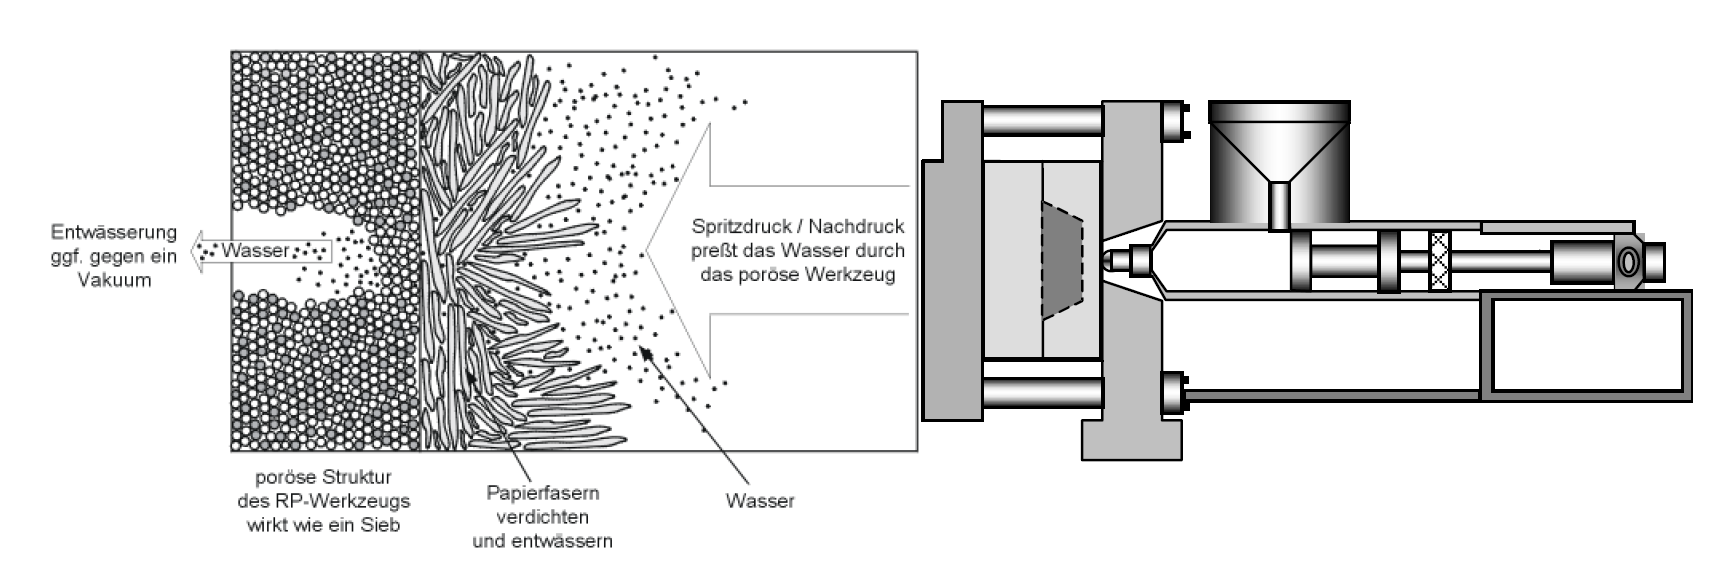 Entwässerung
ggf. gegen ein
Vakuum
Wasser
Spritzdruck / Nachdruck
preßt das Wasser durch
das poröse Werkzeug
poröse Struktur
des RP-Werkzeugs
wirkt wie ein Sieb
Papierfasern
verdichten
und entwässern
Wasser